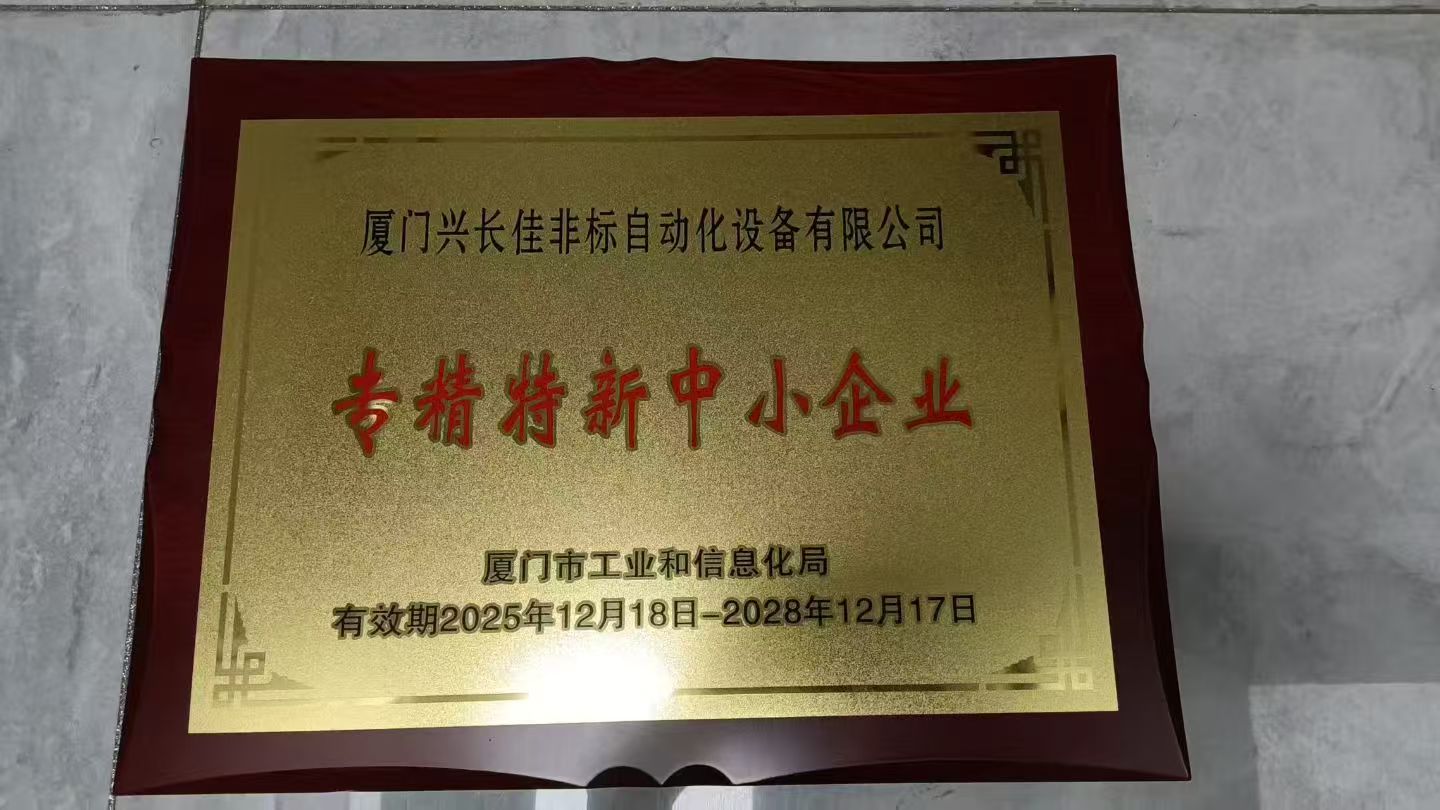 厦门兴长佳非标自动化设备有限公司
专精特新中小企业
厦门市工业和信息化局
有效期2025年12月18日-2028年12月17日